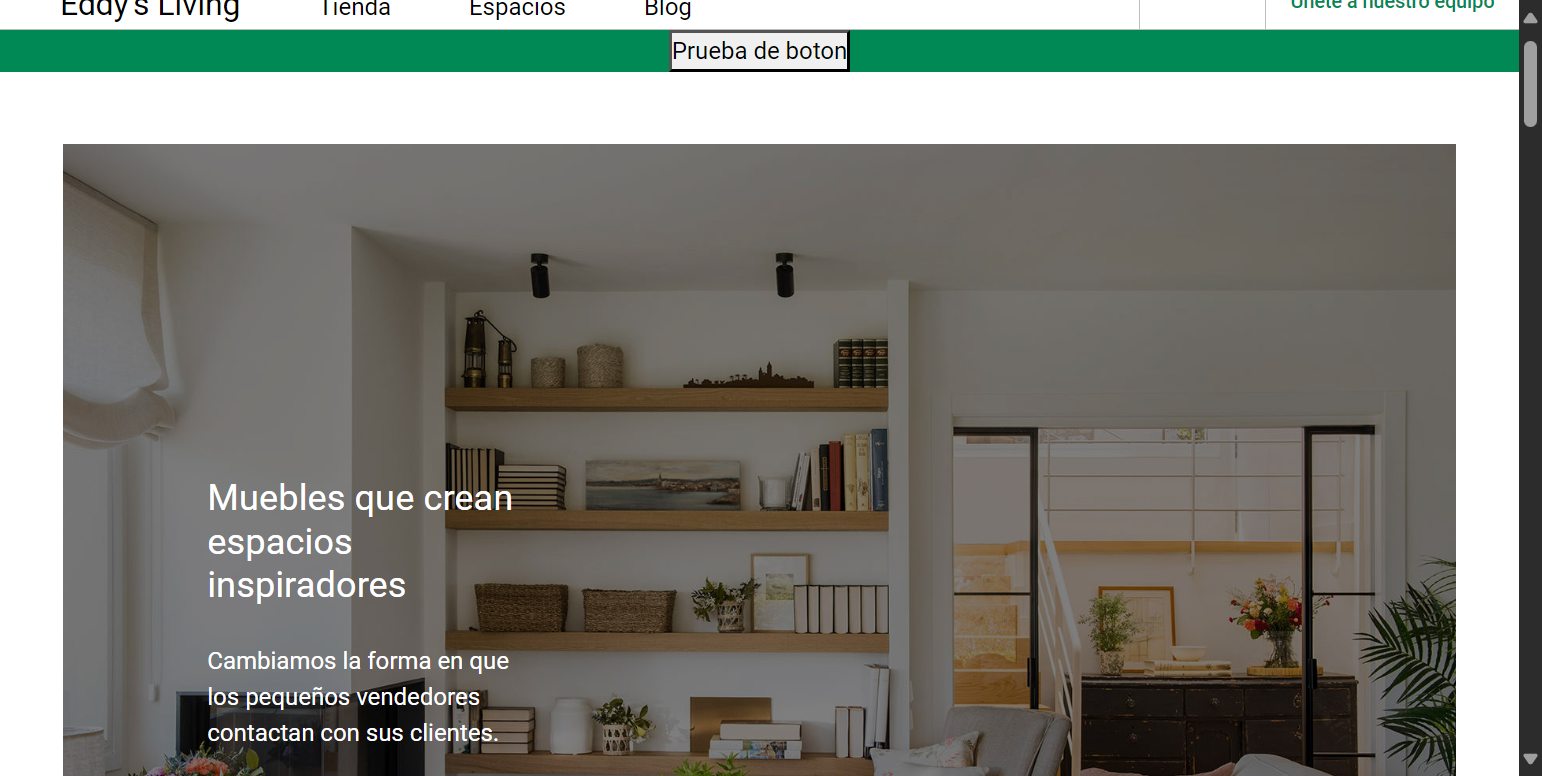 Eddy's Living
Tienda
Espacios
Blog
Únete a nuestro equipo
Prueba de boton
Muebles que crean
espacios
inspiradores
Cambiamos la forma en que
los pequeños vendedores
contactan con sus clientes.